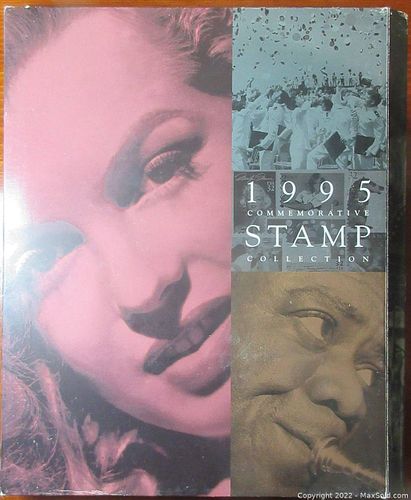 1995
COMMEMORATIVE
STAMP
COLLECTION
Copyright 2022 - MaxSold.com